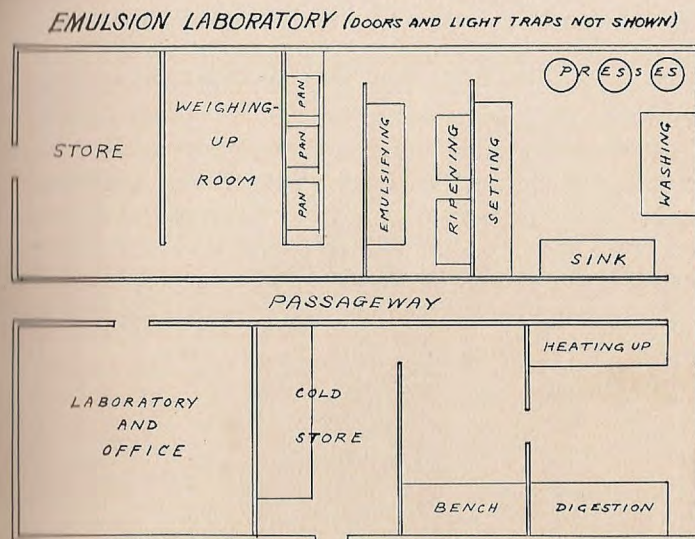 EMULSION LABORATORY (DOORS AND LIGHT TRAPS NOT SHOWN)
STORE
WEIGHING-
UP
ROOM
PAN
PAN
PAN
EMULSIFYING
RIPENING
SETTING
PRESSES
WASHING
SINK
PASSAGEWAY
LABORATORY
AND
OFFICE
COLD
STORE
HEATING UP
BENCH
DIGESTION